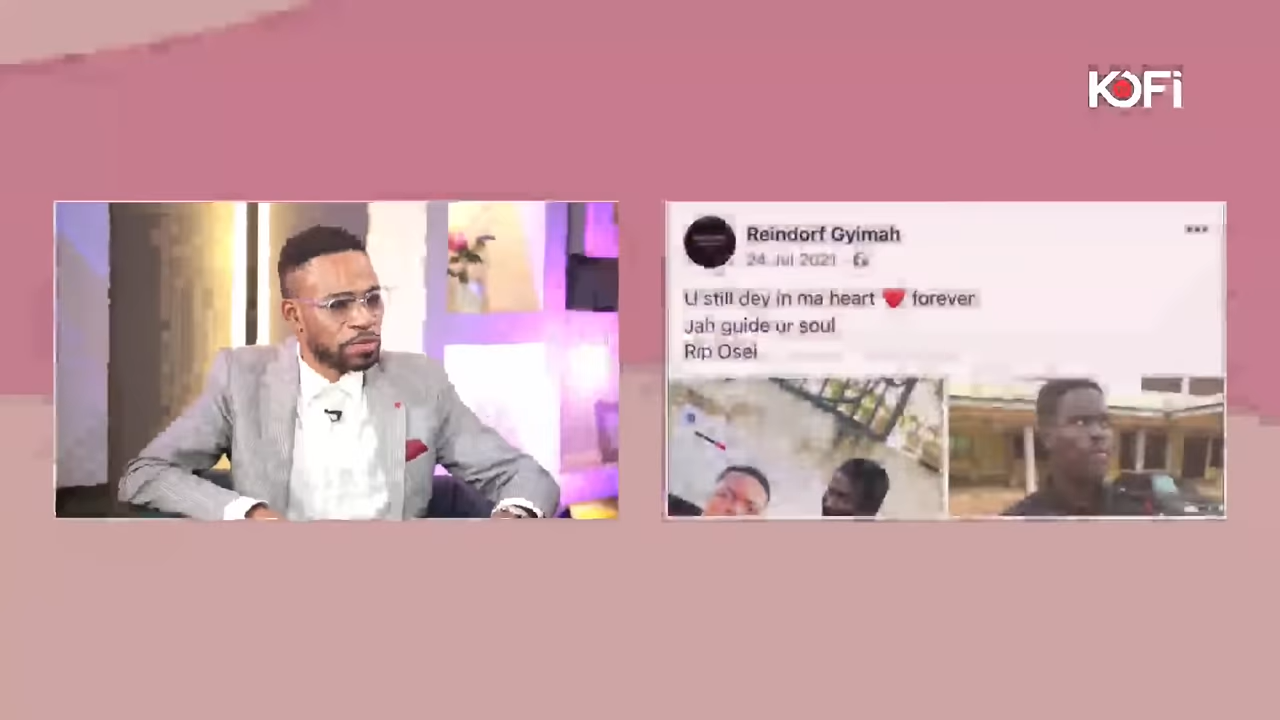 KOFi
Reindorf Gyimah
24 Jul 2021
U still dey in ma heart ❤️ forever
Jah guide ur soul
Rip Osei